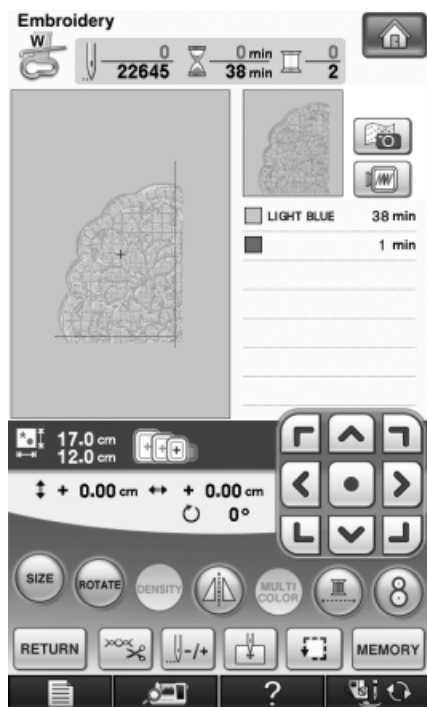 Embroidery
W
0 0 min 0
22645 38 min 2
LIGHT BLUE 38 min
1 min
17.0 cm
12.0 cm
+ 0.00 cm + 0.00 cm
0°
SIZE ROTATE DENSITY MULTI COLOR 8
RETURN -/+ MEMORY
? i